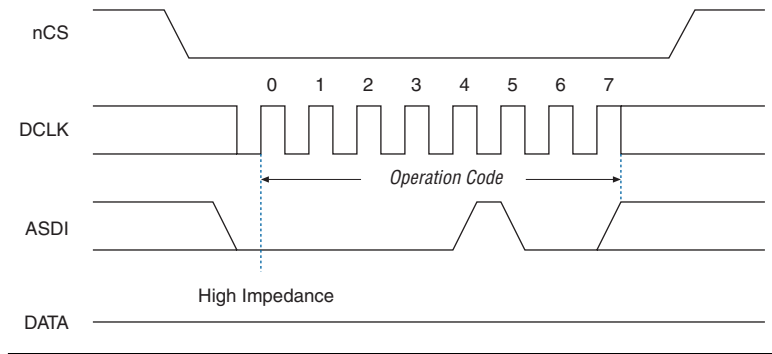 nCS
0 1 2 3 4 5 6 7
DCLK
Operation Code
ASDI
High Impedance
DATA